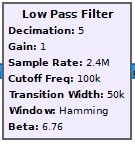 Low Pass Filter
Decimation: 5
Gain: 1
Sample Rate: 2.4M
Cutoff Freq: 100k
Transition Width: 50k
Window: Hamming
Beta: 6.76